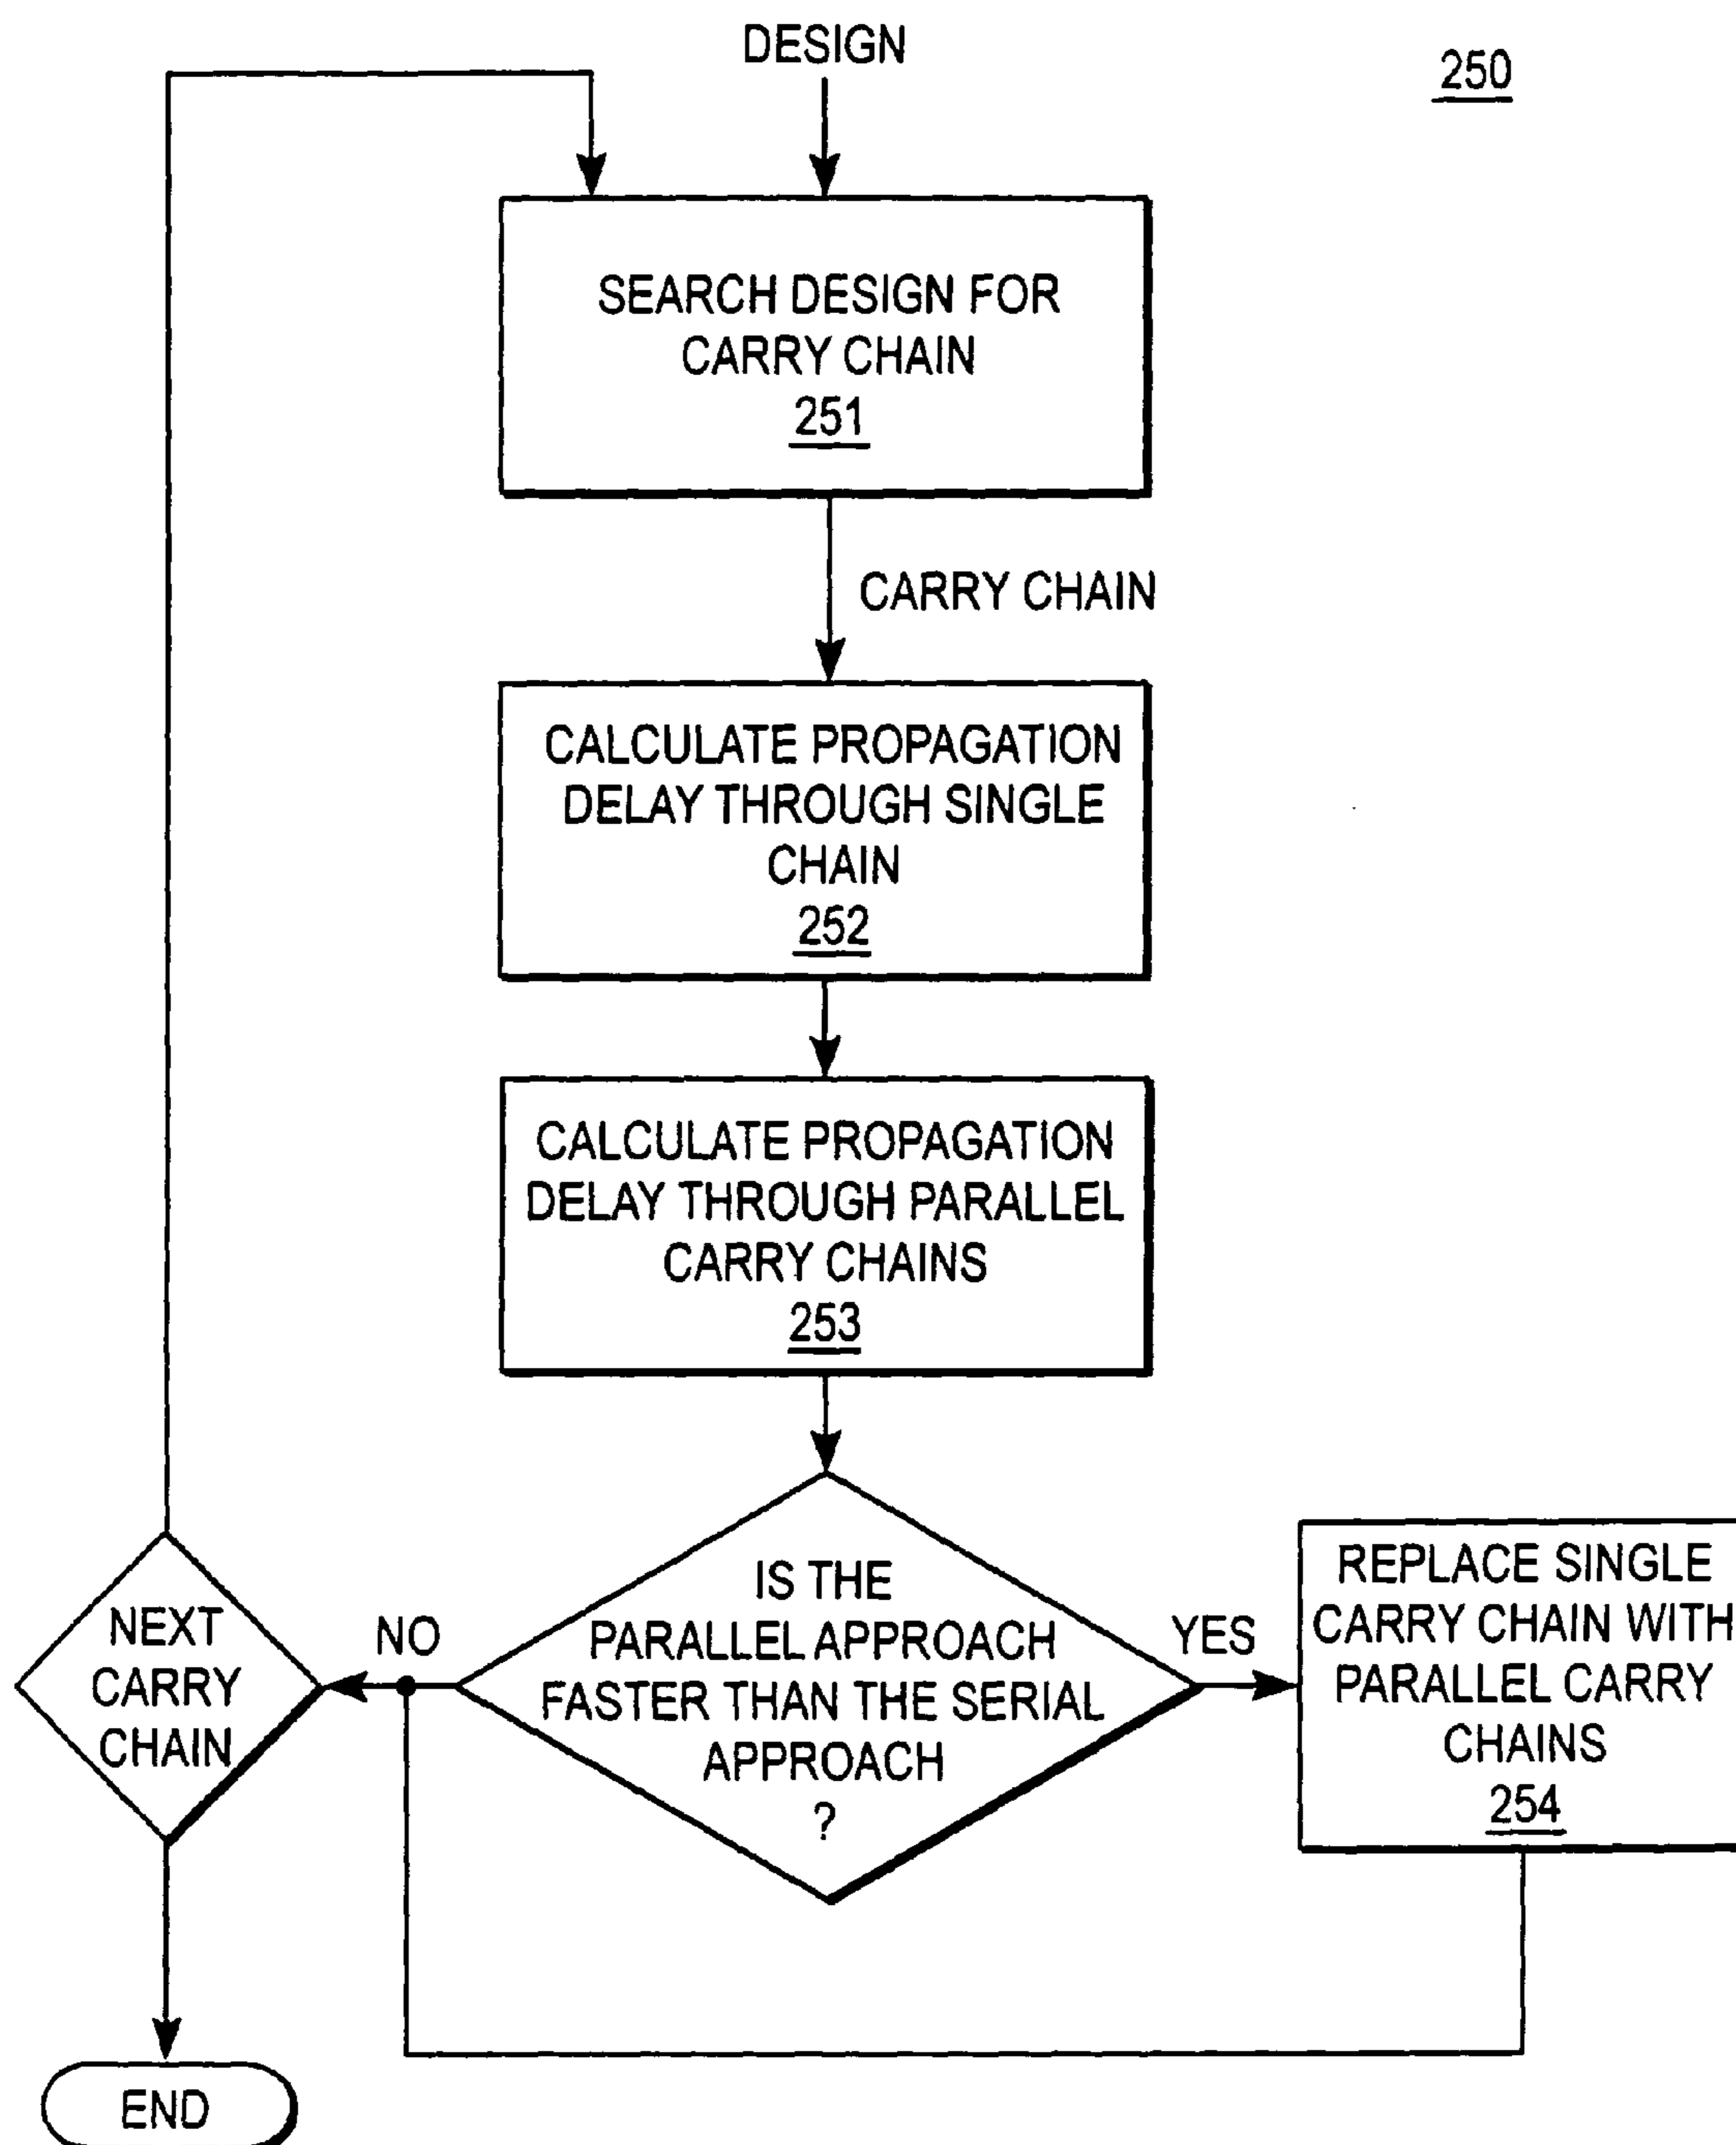 DESIGN
250
SEARCH DESIGN FOR
CARRY CHAIN
251
CARRY CHAIN
CALCULATE PROPAGATION
DELAY THROUGH SINGLE
CHAIN
252
CALCULATE PROPAGATION
DELAY THROUGH PARALLEL
CARRY CHAINS
253
IS THE
PARALLEL APPROACH
FASTER THAN THE SERIAL
APPROACH
?
YES
REPLACE SINGLE
CARRY CHAIN WITH
PARALLEL CARRY
CHAINS
254
NO
NEXT
CARRY
CHAIN
END